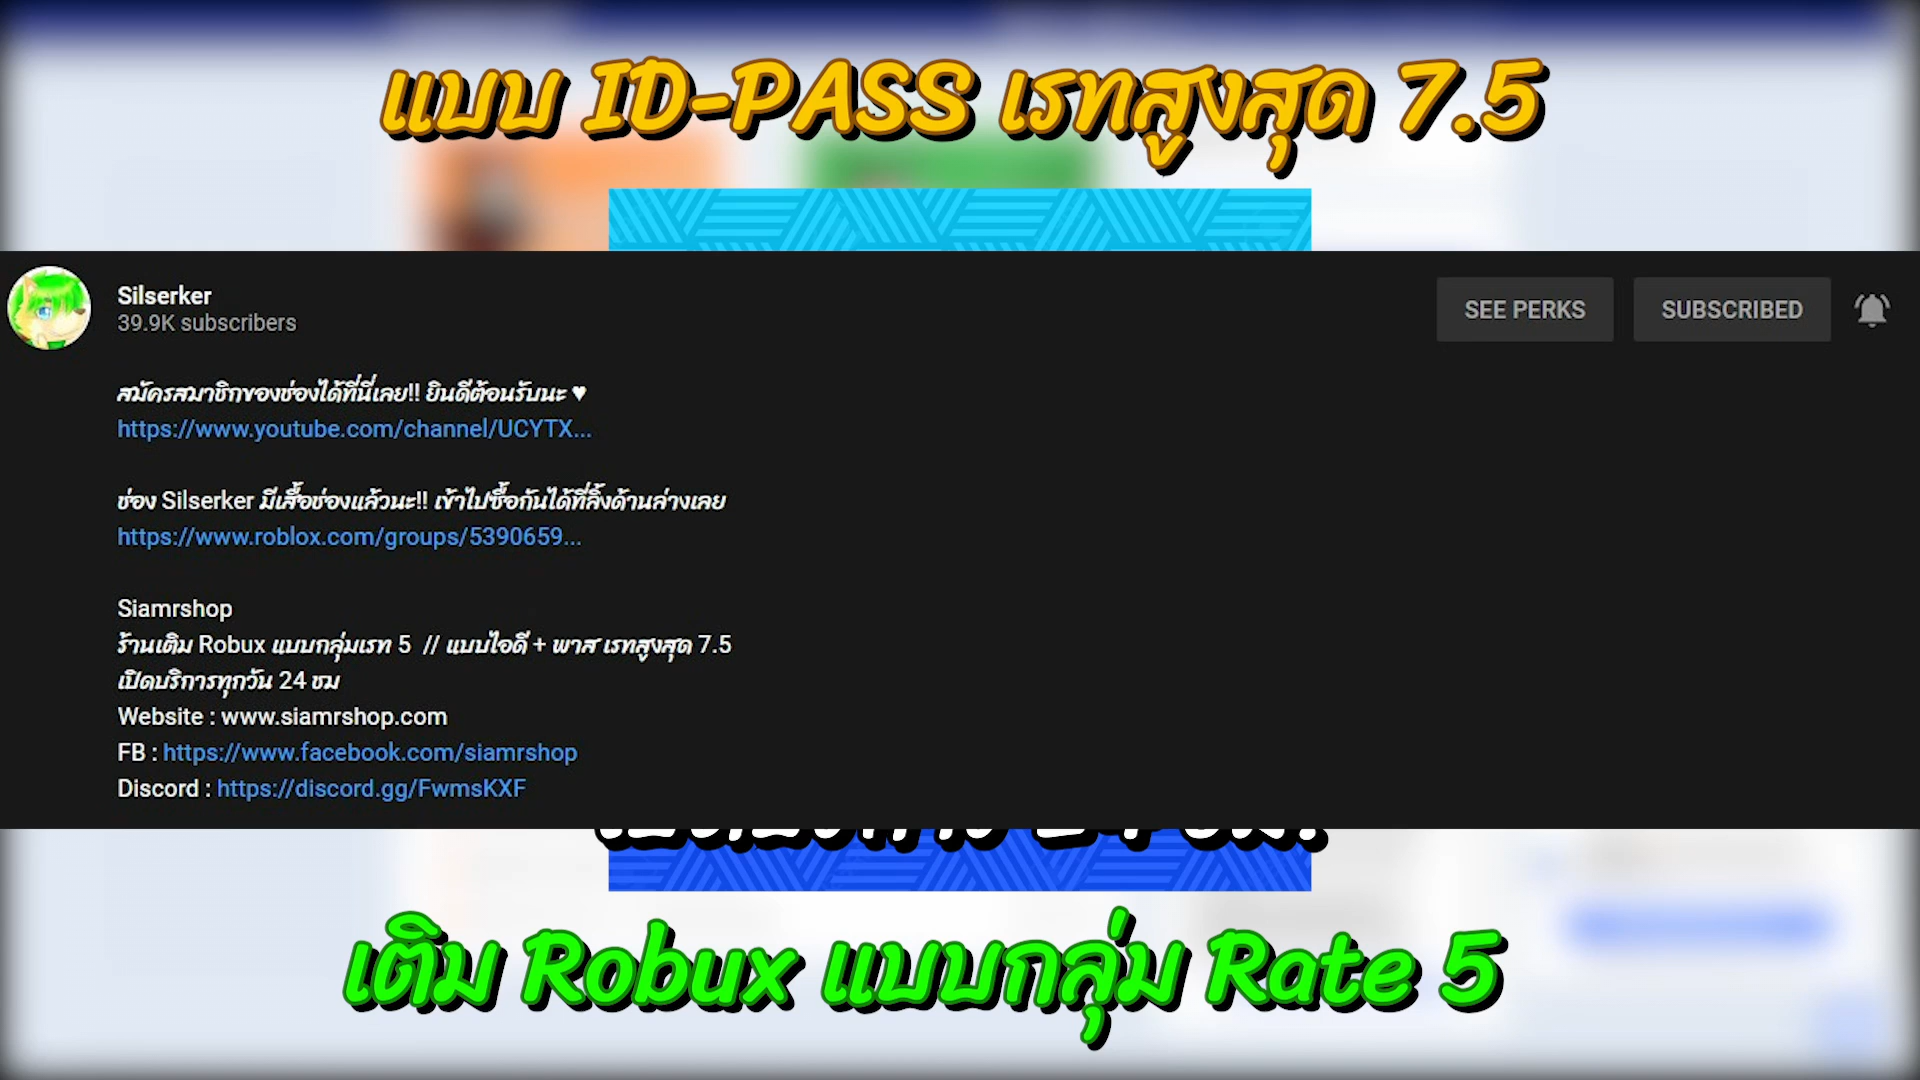 แบบ ID-PASS เรทสูงสุด 7.5
Silserker
39.9K subscribers
SEE PERKS
SUBSCRIBED
สมัครสมาชิกของช่องได้ที่นี่เลย!! ยินดีต้อนรับนะ ♥
https://www.youtube.com/channel/UCYTX...
ช่อง Silserker มีเสื้อช่องแล้วนะ!! เข้าไปซื้อกันได้ที่ลิ้งด้านล่างเลย
https://www.roblox.com/groups/5390659...
Siamrshop
ร้านเติม Robux แบบกลุ่มเรท 5 // แบบไอดี + พาส เรทสูงสุด 7.5
เปิดบริการทุกวัน 24 ชม
Website : www.siamrshop.com
FB : https://www.facebook.com/siamrshop
Discord : https://discord.gg/FwmsKXF
เติม Robux แบบกลุ่ม Rate 5